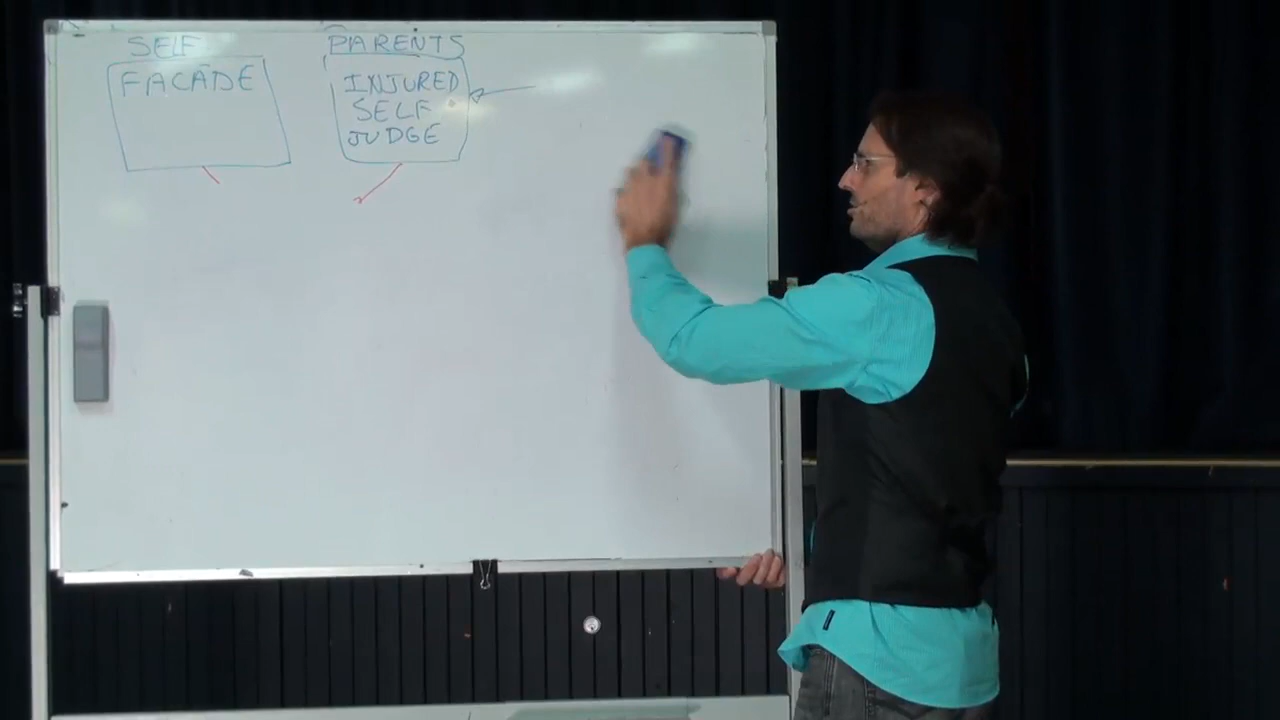 SELF
FACADE
PARENTS
INJURED
SELF
JUDGE